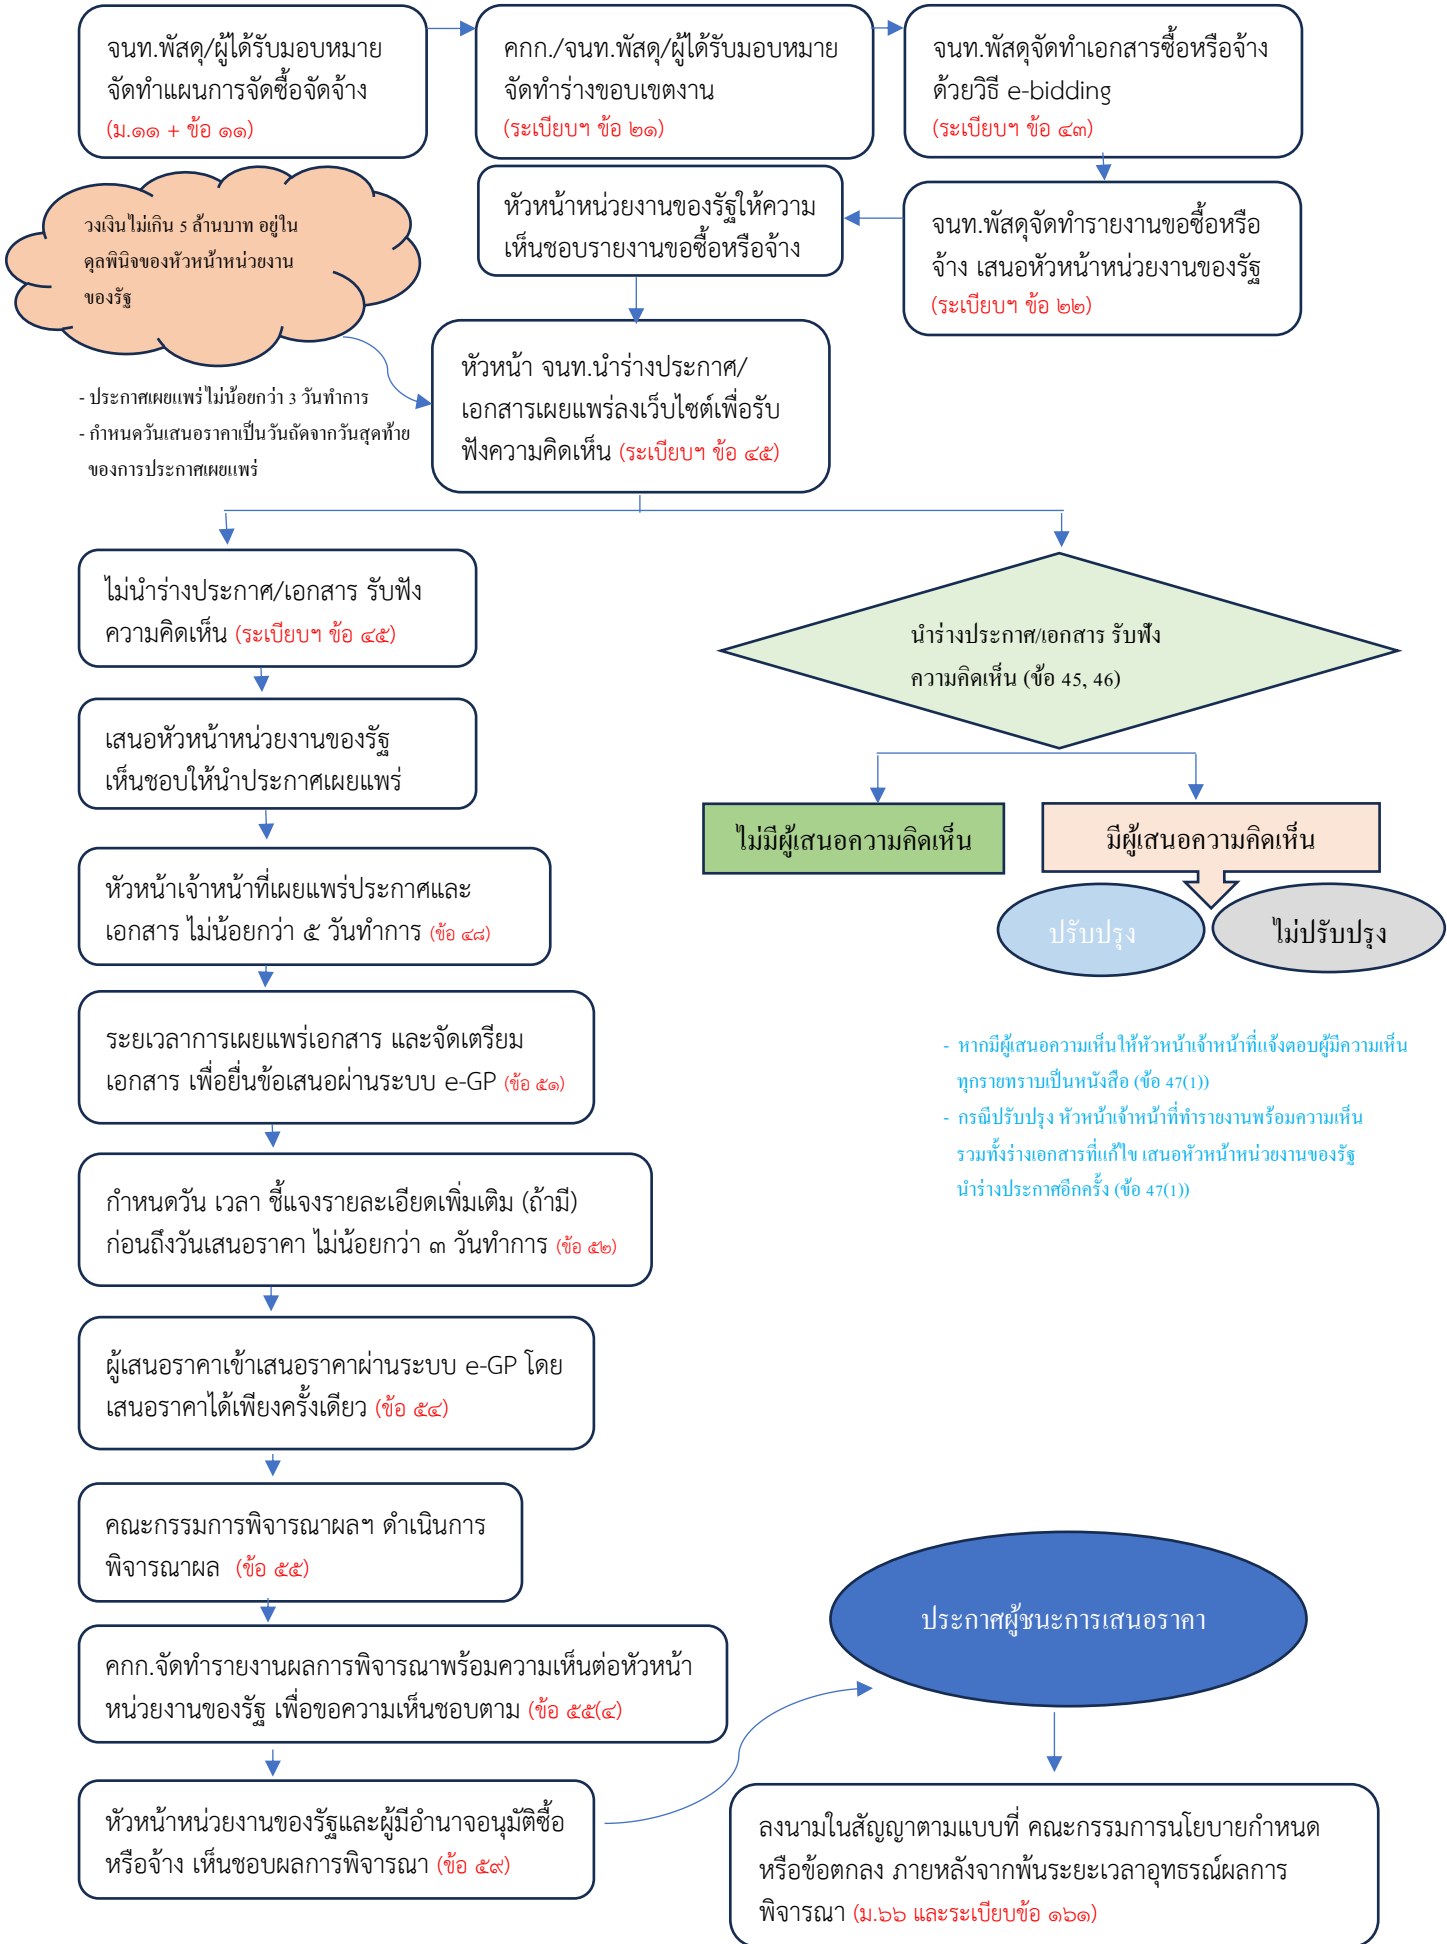 จนท.พัสดุ/ผู้ได้รับมอบหมาย
จัดทำแผนการจัดซื้อจัดจ้าง
(ม.๑๑ + ข้อ ๑๑)
คกก./จนท.พัสดุ/ผู้ได้รับมอบหมาย
จัดทำร่างขอบเขตงาน
(ระเบียบฯ ข้อ ๒๑)
จนท.พัสดุจัดทำเอกสารซื้อหรือจ้าง
ด้วยวิธี e-bidding
(ระเบียบฯ ข้อ ๔๓)
จนท.พัสดุจัดทำรายงานขอซื้อหรือ
จ้าง เสนอหัวหน้าหน่วยงานของรัฐ
(ระเบียบฯ ข้อ ๒๒)
หัวหน้าหน่วยงานของรัฐให้ความ
เห็นชอบรายงานขอซื้อหรือจ้าง
วงเงินไม่เกิน 5 ล้านบาท อยู่ใน
ดุลพินิจของหัวหน้าหน่วยงาน
ของรัฐ
- ประกาศเผยแพร่ไม่น้อยกว่า 3 วันทำการ
- กำหนดวันเสนอราคาเป็นวันถัดจากวันสุดท้าย
ของการประกาศเผยแพร่
หัวหน้า จนท.นำร่างประกาศ/
เอกสารเผยแพร่ลงเว็บไซต์เพื่อรับ
ฟังความคิดเห็น (ระเบียบฯ ข้อ ๔๕)
ไม่นำร่างประกาศ/เอกสาร รับฟัง
ความคิดเห็น (ระเบียบฯ ข้อ ๔๕)
เสนอหัวหน้าหน่วยงานของรัฐ
เห็นชอบให้นำประกาศเผยแพร่
หัวหน้าเจ้าหน้าที่เผยแพร่ประกาศและ
เอกสาร ไม่น้อยกว่า ๕ วันทำการ (ข้อ ๔๘)
ระยเวลาการเผยแพร่เอกสาร และจัดเตรียม
เอกสาร เพื่อยื่นข้อเสนอผ่านระบบ e-GP (ข้อ ๕๑)
กำหนดวัน เวลา ชี้แจงรายละเอียดเพิ่มเติม (ถ้ามี)
ก่อนถึงวันเสนอราคา ไม่น้อยกว่า ๓ วันทำการ (ข้อ ๕๒)
ผู้เสนอราคาเข้าเสนอราคาผ่านระบบ e-GP โดย
เสนอราคาได้เพียงครั้งเดียว (ข้อ ๕๔)
คณะกรรมการพิจารณาผลฯ ดำเนินการ
พิจารณาผล (ข้อ ๕๕)
คกก.จัดทำรายงานผลการพิจารณาพร้อมความเห็นต่อหัวหน้า
หน่วยงานของรัฐ เพื่อขอความเห็นชอบตาม (ข้อ ๕๕(๔)
หัวหน้าหน่วยงานของรัฐและผู้มีอำนาจอนุมัติซื้อ
หรือจ้าง เห็นชอบผลการพิจารณา (ข้อ ๕๙)
นำร่างประกาศ/เอกสาร รับฟัง
ความคิดเห็น (ข้อ 45, 46)
ไม่มีผู้เสนอความคิดเห็น
มีผู้เสนอความคิดเห็น
ปรับปรุง
ไม่ปรับปรุง
- หากมีผู้เสนอความเห็นให้หัวหน้าเจ้าหน้าที่แจ้งตอบผู้มีความเห็น
ทุกรายทราบเป็นหนังสือ (ข้อ 47(1))
- กรณีปรับปรุง หัวหน้าเจ้าหน้าที่ทำรายงานพร้อมความเห็น
รวมทั้งร่างเอกสารที่แก้ไข เสนอหัวหน้าหน่วยงานของรัฐ
นำร่างประกาศอีกครั้ง (ข้อ 47(1))
ประกาศผู้ชนะการเสนอราคา
ลงนามในสัญญาตามแบบที่ คณะกรรมการนโยบายกำหนด
หรือข้อตกลง ภายหลังจากพ้นระยะเวลาอุทธรณ์ผลการ
พิจารณา (ม.๖๖ และระเบียบข้อ ๑๖๑)